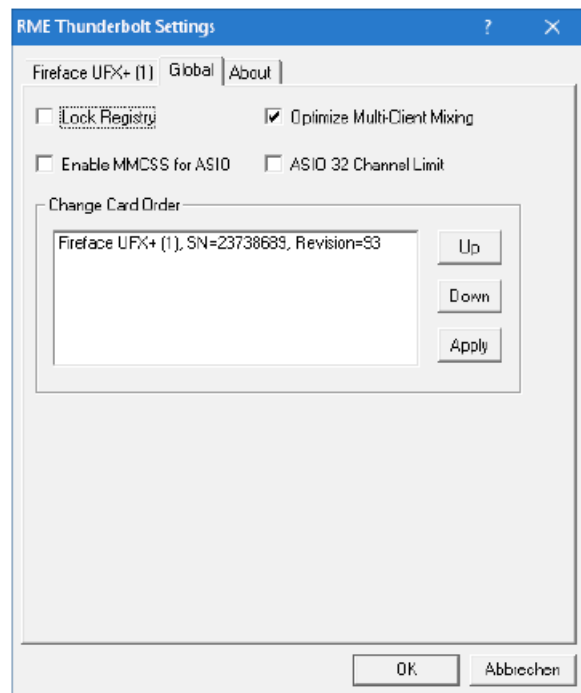 RME Thunderbolt Settings ? ×
Fireface UFX+ (1) Global About
Lock Registry Optimize Multi-Client Mixing
Enable MMCSS for ASIO ASIO 32 Channel Limit
Change Card Order
Fireface UFX+ (1), SN=23738689, Revision=93
Up
Down
Apply
OK Abbrechen